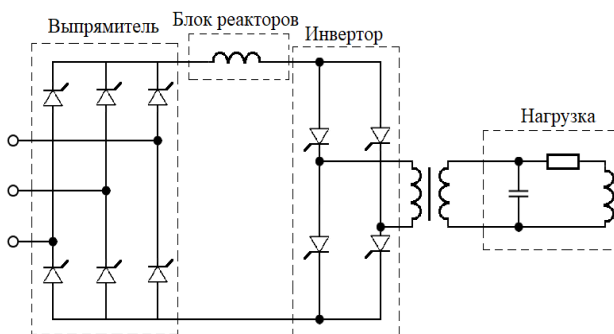 Выпрямитель
Блок реакторов
Инвертор
Нагрузка